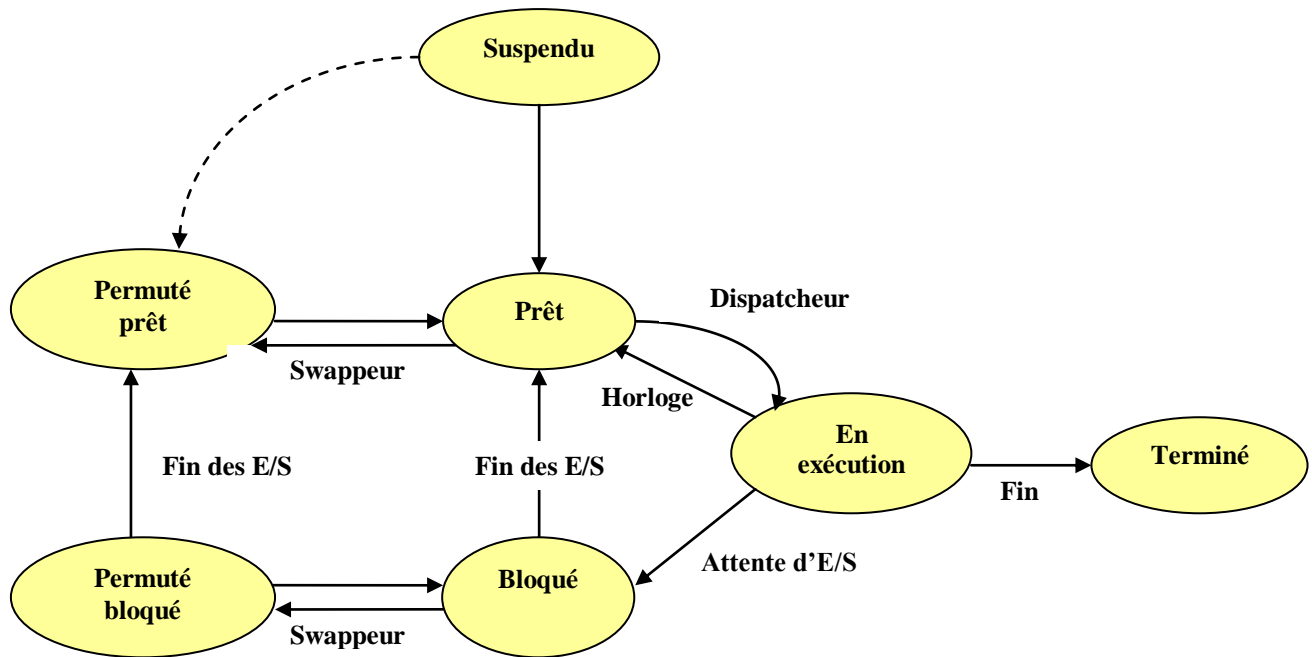 Suspendu
Permuté
prêt
Prêt
Dispatcheur
Swappeur
Horloge
En
exécution
Terminé
Fin
Fin des E/S
Fin des E/S
Attente d’E/S
Permuté
bloqué
Bloqué
Swappeur